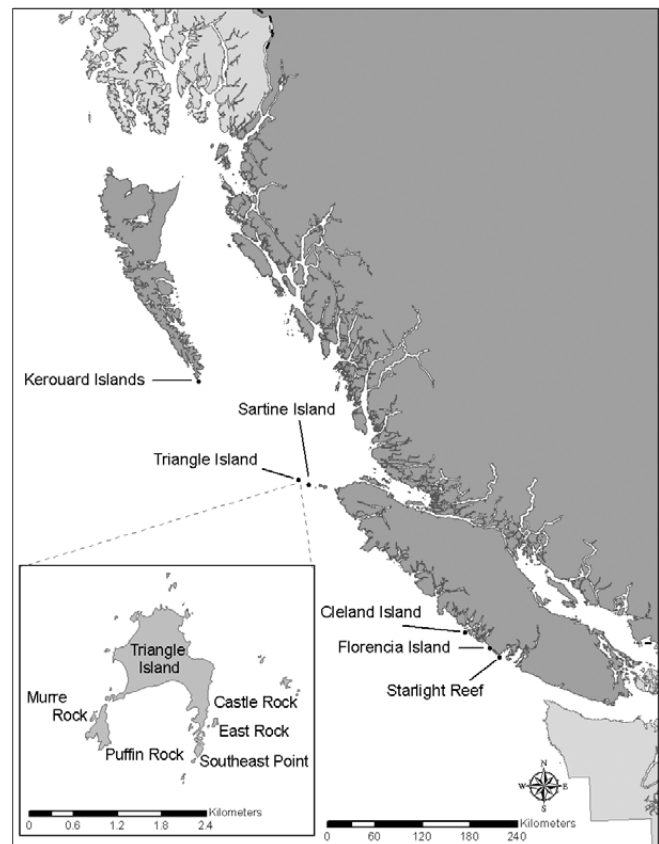 Kerouard Islands
Sartine Island
Triangle Island
Cleland Island
Florencia Island
Starlight Reef
Triangle
Island
Murre
Rock
Castle Rock
East Rock
Puffin Rock
Southeast Point
Kilometers
0 0.6 1.2 1.8 2.4
N
W E
S
Kilometers
0 30 60 120 180 240